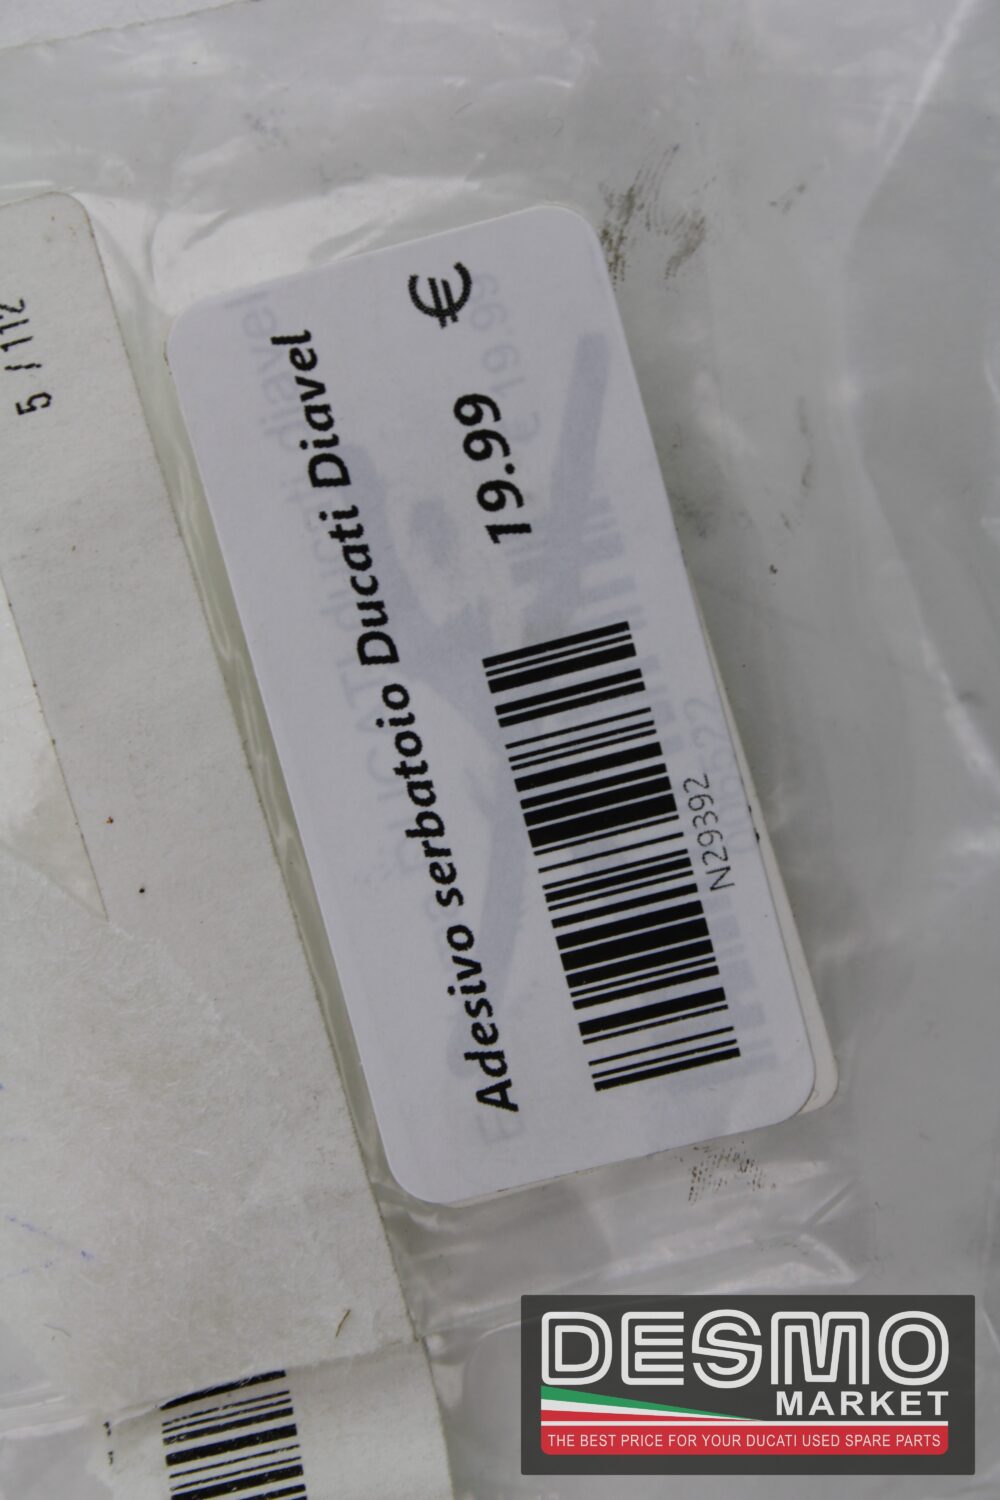 Adesivo serbatoio Ducati Diavel
19.99 €
N29392
5 / 112
DESMO
MARKET
THE BEST PRICE FOR YOUR DUCATI USED SPARE PARTS